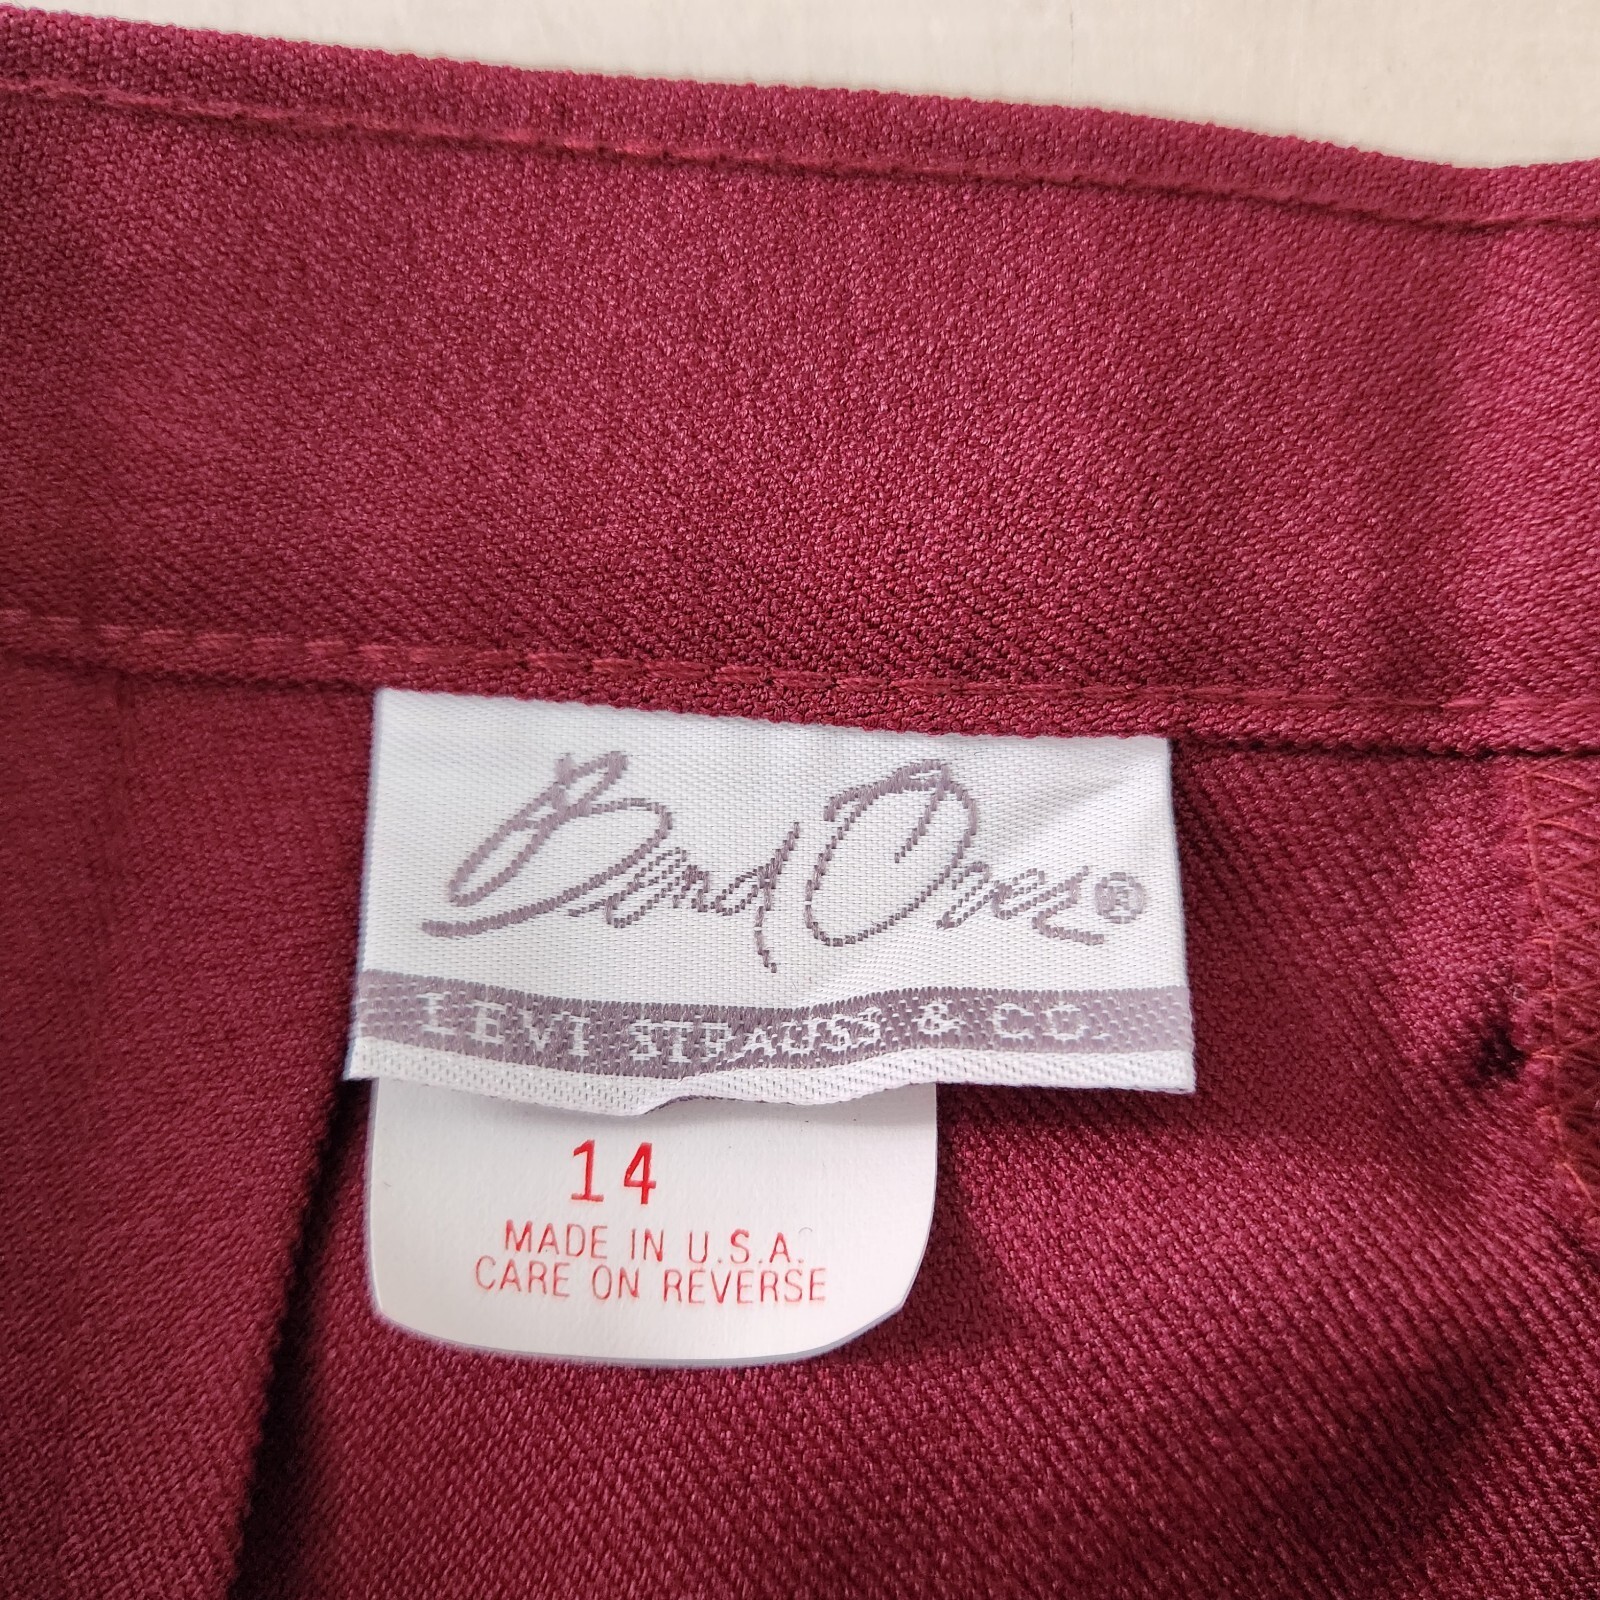 Bend Over®
LEVI STRAUSS & CO.
14
MADE IN U.S.A.
CARE ON REVERSE